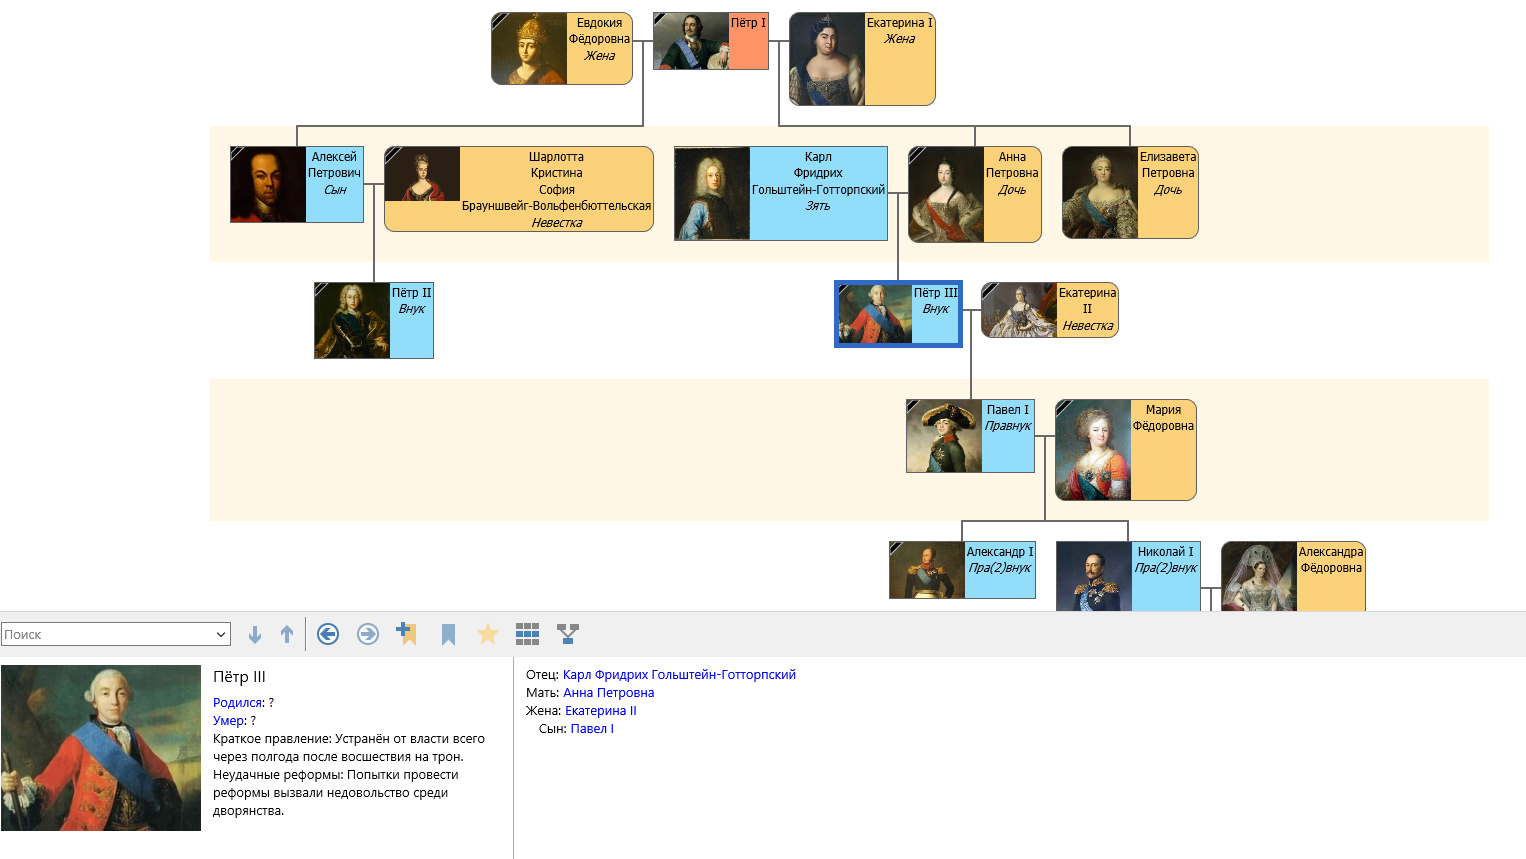 Евдокия
Фёдоровна
Жена
Пётр I
Екатерина I
Жена
Алексей
Петрович
Сын
Шарлотта
Кристина
София
Брауншвейг-Вольфенбюттельская
Невестка
Карл
Фридрих
Гольштейн-Готторпский
Зять
Анна
Петровна
Дочь
Елизавета
Петровна
Дочь
Пётр II
Внук
Пётр III
Внук
Екатерина
II
Невестка
Павел I
Правнук
Мария
Фёдоровна
Александр I
Пра(2)внук
Николай I
Пра(2)внук
Александра
Фёдоровна
Поиск
Пётр III
Родился: ?
Умер: ?
Краткое правление: Устранён от власти всего
через полгода после восшествия на трон.
Неудачные реформы: Попытки провести
реформы вызвали недовольство среди
дворянства.
Отец: Карл Фридрих Гольштейн-Готторпский
Мать: Анна Петровна
Жена: Екатерина II
Сын: Павел I